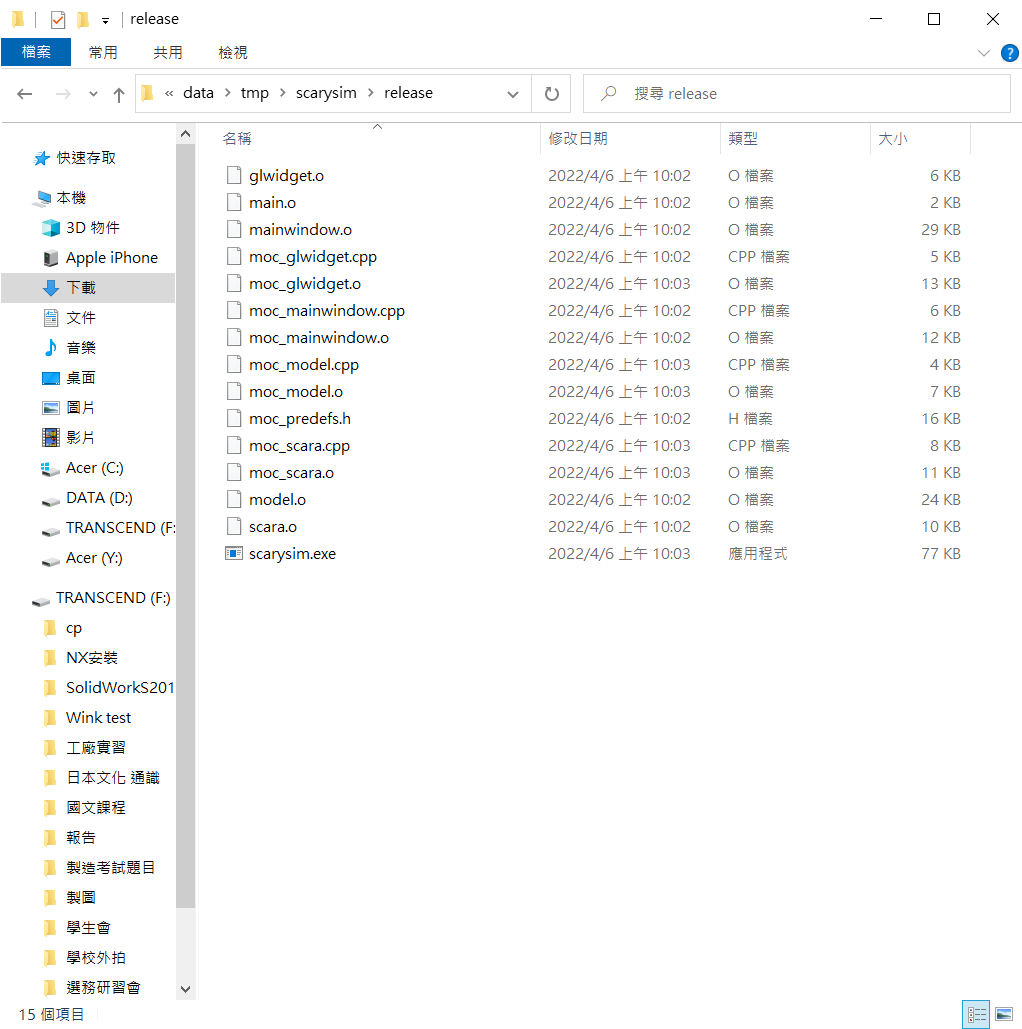 release
檔案 常用 共用 檢視
« data > tmp > scarysim > release 搜尋 release
名稱 修改日期 類型 大小
快速存取
本機
3D 物件
Apple iPhone
下載
文件
音樂
桌面
圖片
影片
Acer (C:)
DATA (D:)
TRANSCEND (F:
Acer (Y:)
TRANSCEND (F:)
cp
NX安裝
SolidWorkS201
Wink test
工廠實習
日本文化 通識
國文課程
報告
製造考試題目
製圖
學生會
學校外拍
選務研習會
glwidget.o 2022/4/6 上午 10:02 O 檔案 6 KB
main.o 2022/4/6 上午 10:02 O 檔案 2 KB
mainwindow.o 2022/4/6 上午 10:02 O 檔案 29 KB
moc_glwidget.cpp 2022/4/6 上午 10:02 CPP 檔案 5 KB
moc_glwidget.o 2022/4/6 上午 10:03 O 檔案 13 KB
moc_mainwindow.cpp 2022/4/6 上午 10:02 CPP 檔案 6 KB
moc_mainwindow.o 2022/4/6 上午 10:02 O 檔案 12 KB
moc_model.cpp 2022/4/6 上午 10:03 CPP 檔案 4 KB
moc_model.o 2022/4/6 上午 10:03 O 檔案 7 KB
moc_predefs.h 2022/4/6 上午 10:02 H 檔案 16 KB
moc_scara.cpp 2022/4/6 上午 10:03 CPP 檔案 8 KB
moc_scara.o 2022/4/6 上午 10:03 O 檔案 11 KB
model.o 2022/4/6 上午 10:02 O 檔案 24 KB
scara.o 2022/4/6 上午 10:02 O 檔案 10 KB
scarysim.exe 2022/4/6 上午 10:03 應用程式 77 KB
15 個項目